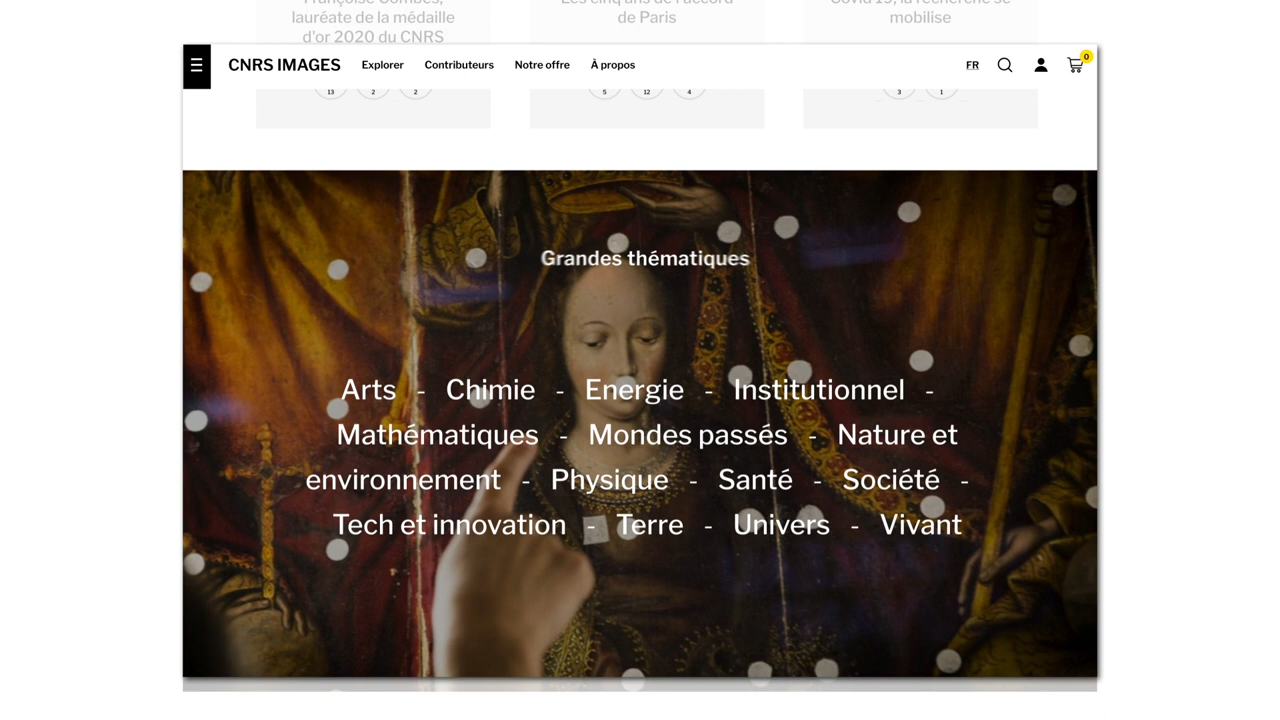 Françoise Combes,
lauréate de la médaille
d'or 2020 du CNRS
Les cinq ans de l'accord
de Paris
Covid 19, la recherche se
mobilise
CNRS IMAGES Explorer Contributeurs Notre offre À propos FR 0
13 2 2 5 12 4 3 1
Grandes thématiques
Arts - Chimie - Energie - Institutionnel -
Mathématiques - Mondes passés - Nature et
environnement - Physique - Santé - Société -
Tech et innovation - Terre - Univers - Vivant